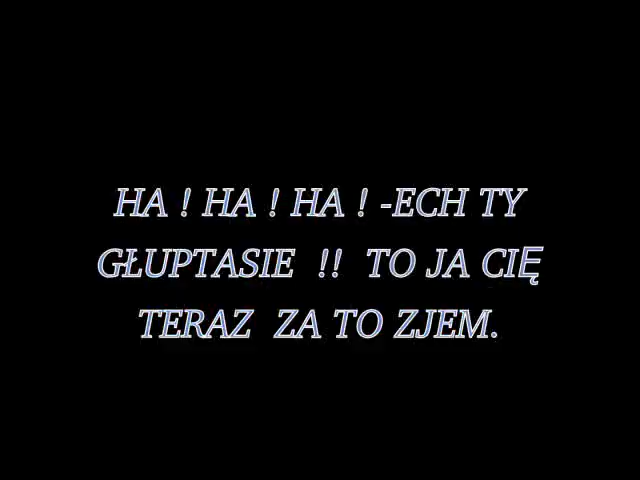 HA ! HA ! HA ! -ECH TY
GŁUPTASIE !! TO JA CIĘ
TERAZ ZA TO ZJEM.